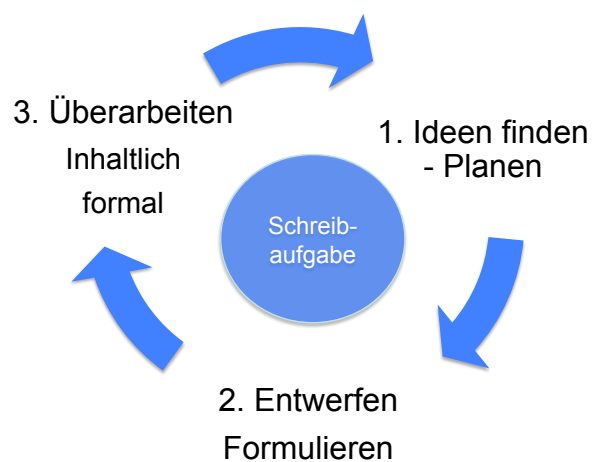 3. Überarbeiten
Inhaltlich
formal
1. Ideen finden
- Planen
Schreib-
aufgabe
2. Entwerfen
Formulieren